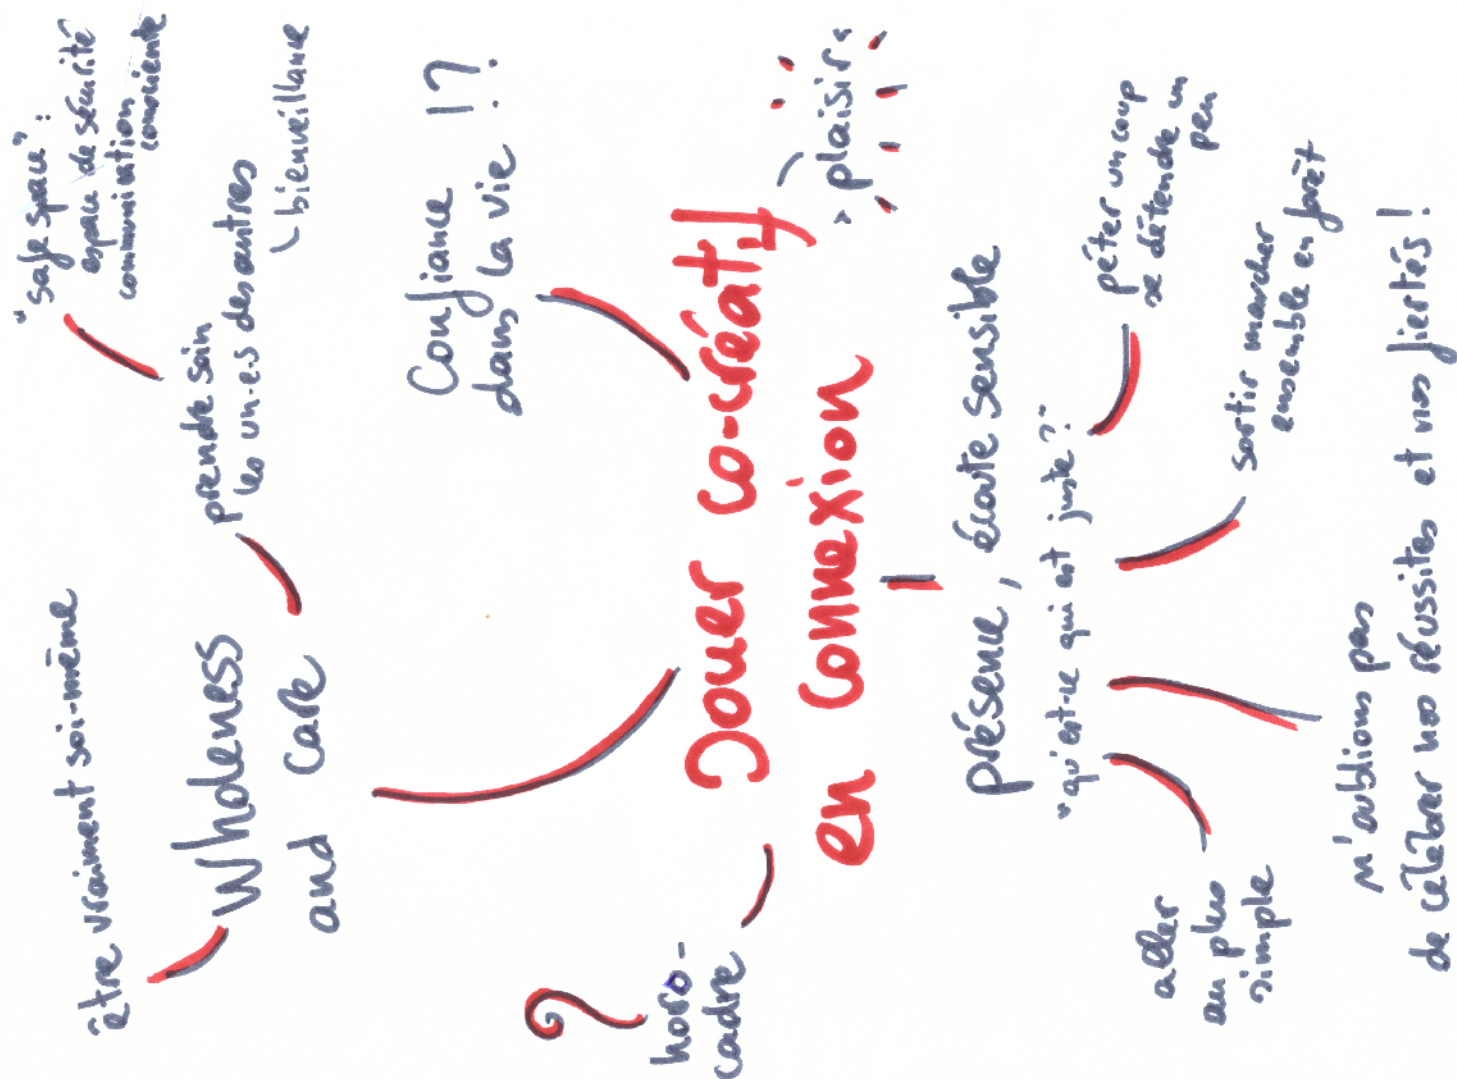 être vraiment soi-même
Wholeness
and care
prendre soin
les un·e·s des autres
bienveillance
"safe space":
espace de sécurité
communication
consciente
Confiance !?
dans la vie
Jouer co-créatif
en connexion
"plaisir"
hors-
cadre
présence, écoute sensible
"qu'est-ce qui est juste?"
aller
au plus
simple
n'oublions pas
de célébrer nos réussites et nos fiertés!
sortir marcher
ensemble en forêt
péter un coup
se détendre un
peu